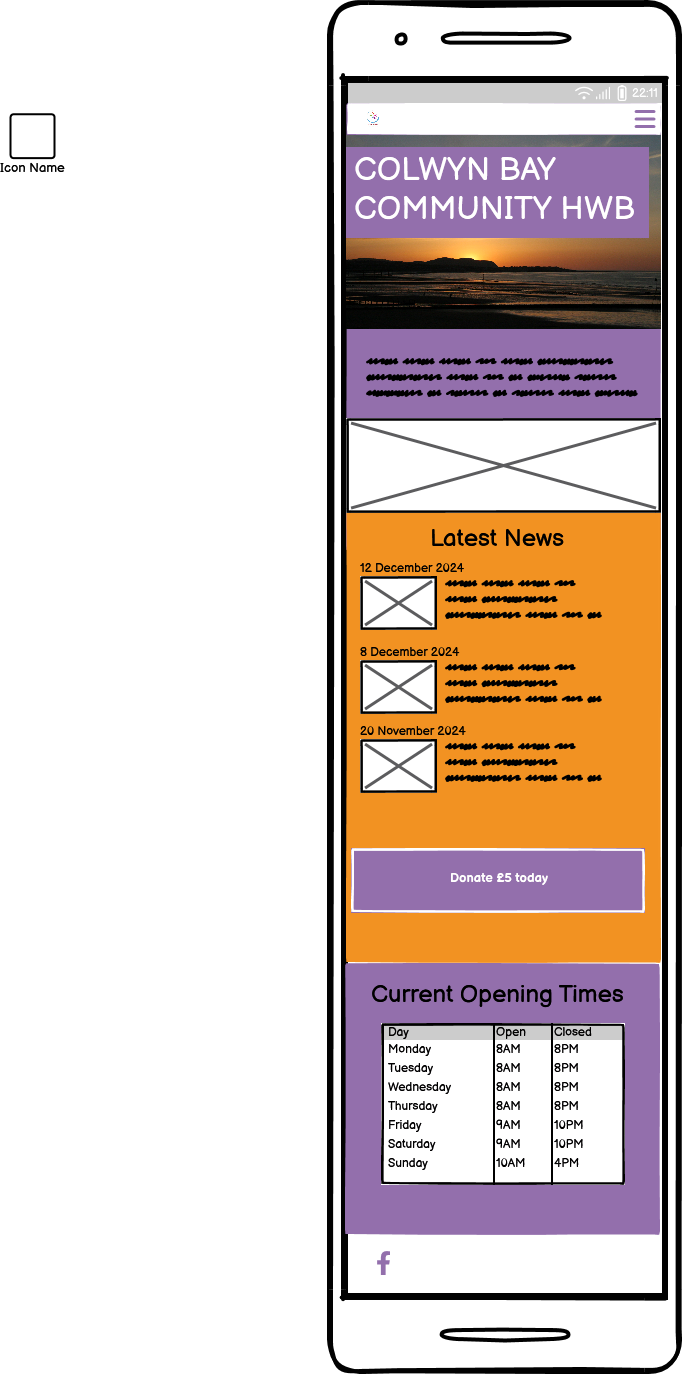 22:11
Icon Name
COLWYN BAY
COMMUNITY HWB
Latest News
12 December 2024
8 December 2024
20 November 2024
Donate £5 today
Current Opening Times
Day Open Closed
Monday 8AM 8PM
Tuesday 8AM 8PM
Wednesday 8AM 8PM
Thursday 8AM 8PM
Friday 9AM 10PM
Saturday 9AM 10PM
Sunday 10AM 4PM